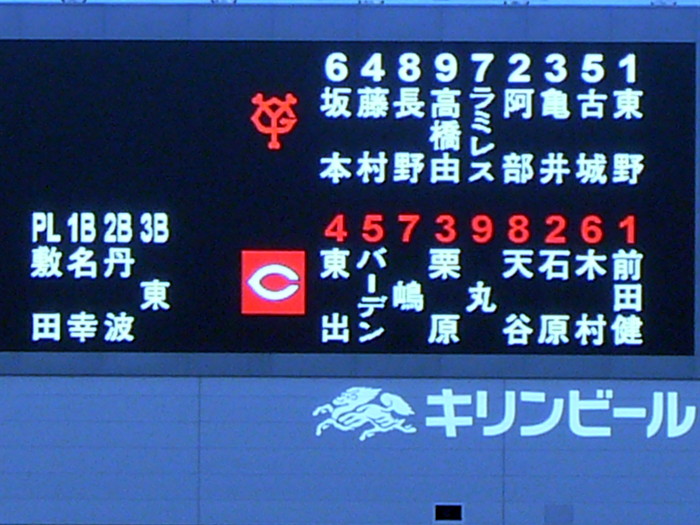 6 4 8 9 7 2 3 5 1
坂本 藤村 長野 高橋由 ラミレス 阿部 亀井 古城 東野
PL 1B 2B 3B
敷田 名幸 丹波 東
4 5 7 3 9 8 2 6 1
東出 バーデン 嶋 栗原 丸 天谷 石原 木村 前田健
キリンビール